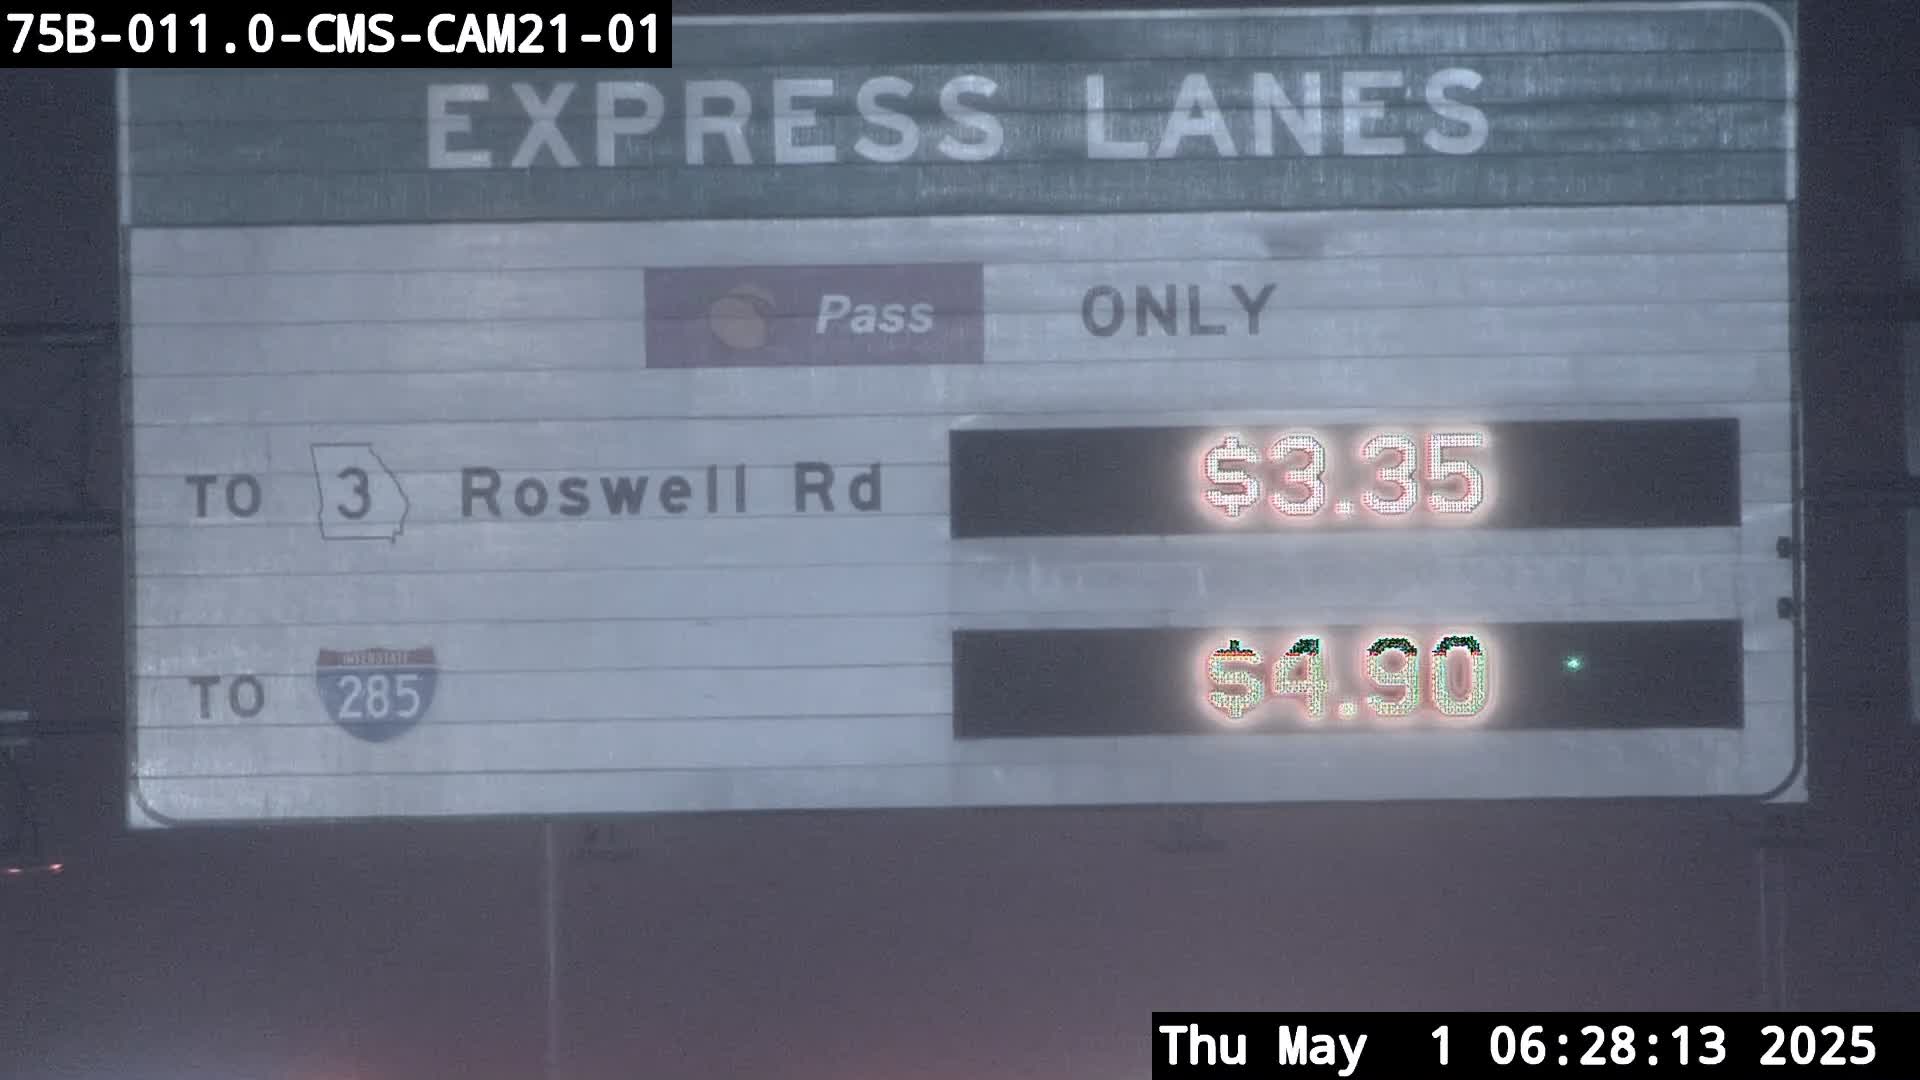 75B-011.0-CMS-CAM21-01
EXPRESS LANES
Pass ONLY
TO 3 Roswell Rd $3.35
INTERSTATE
TO 285 $4.90
Thu May 1 06:28:13 2025